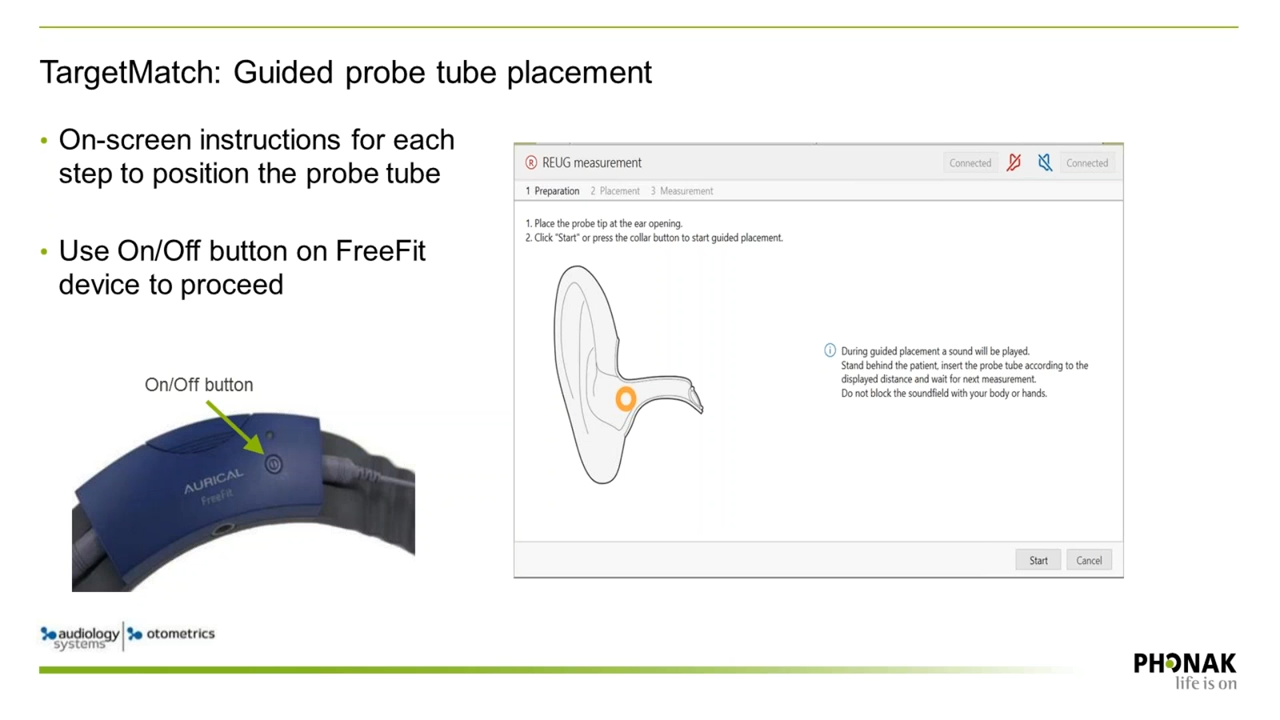 TargetMatch: Guided probe tube placement
• On-screen instructions for each
step to position the probe tube
• Use On/Off button on FreeFit
device to proceed
On/Off button
AURICAL
FreeFit
R REUG measurement
Connected
Connected
1 Preparation 2 Placement 3 Measurement
1. Place the probe tip at the ear opening.
2. Click "Start" or press the collar button to start guided placement.
i During guided placement a sound will be played.
Stand behind the patient, insert the probe tube according to the
displayed distance and wait for next measurement.
Do not block the soundfield with your body or hands.
Start
Cancel
audiology
systems
otometrics
PHONAK
life is on